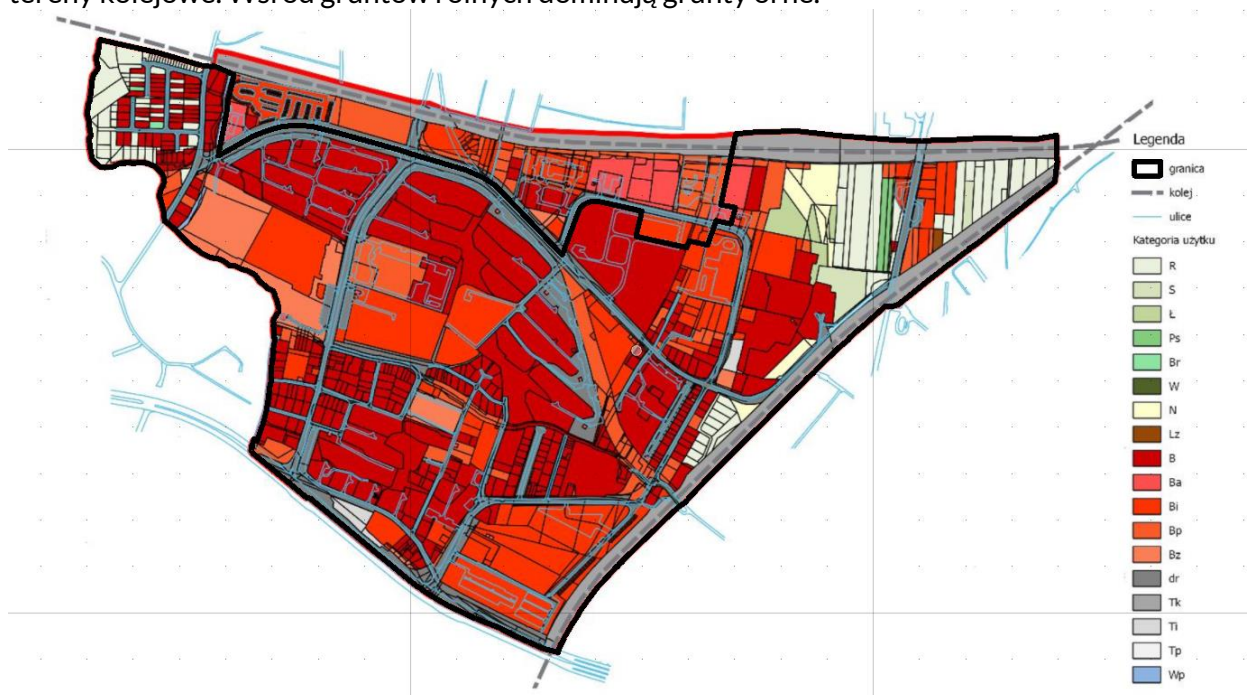 tereny kolejowe. Wśród gruntów rolnych dominują grunty orne.
Legenda
granica
kolej
ulice
Kategoria użytku
R
S
Ł
Ps
Br
W
N
Lz
B
Ba
Bi
Bp
Bz
dr
Tk
Ti
Tp
Wp